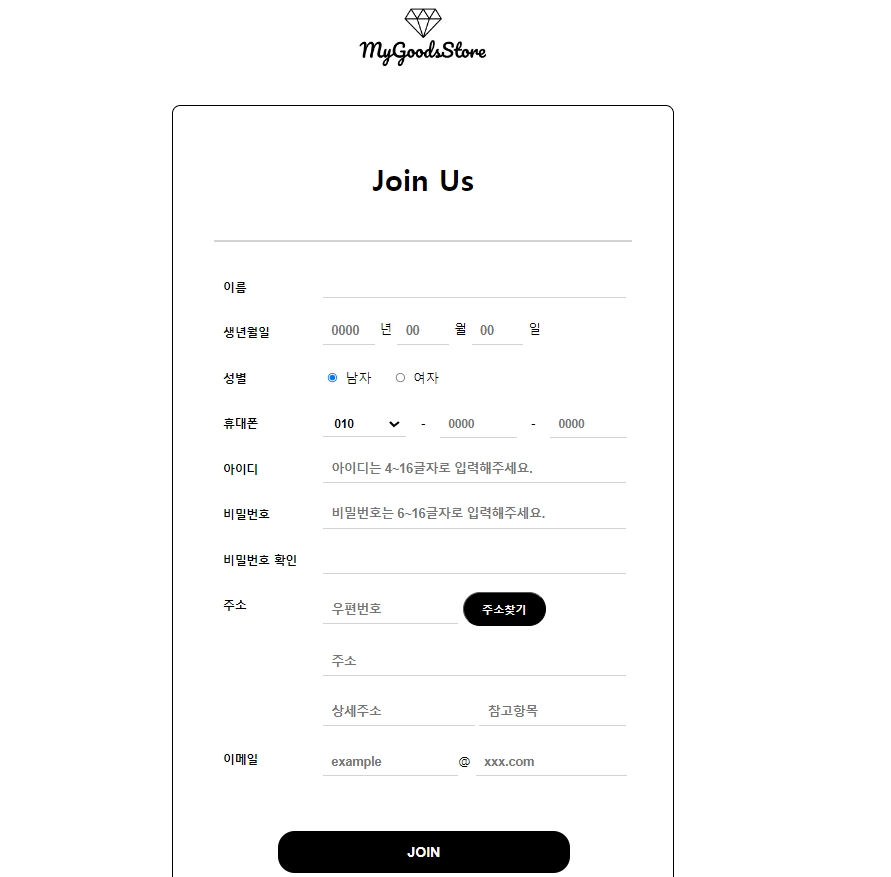 MyGoodsStore
Join Us
이름
생년월일 0000 년 00 월 00 일
성별 남자 여자
휴대폰 010 - 0000 - 0000
아이디 아이디는 4~16글자로 입력해주세요.
비밀번호 비밀번호는 6~16글자로 입력해주세요.
비밀번호 확인
주소 우편번호 주소찾기
주소
상세주소 참고항목
이메일 example @ xxx.com
JOIN